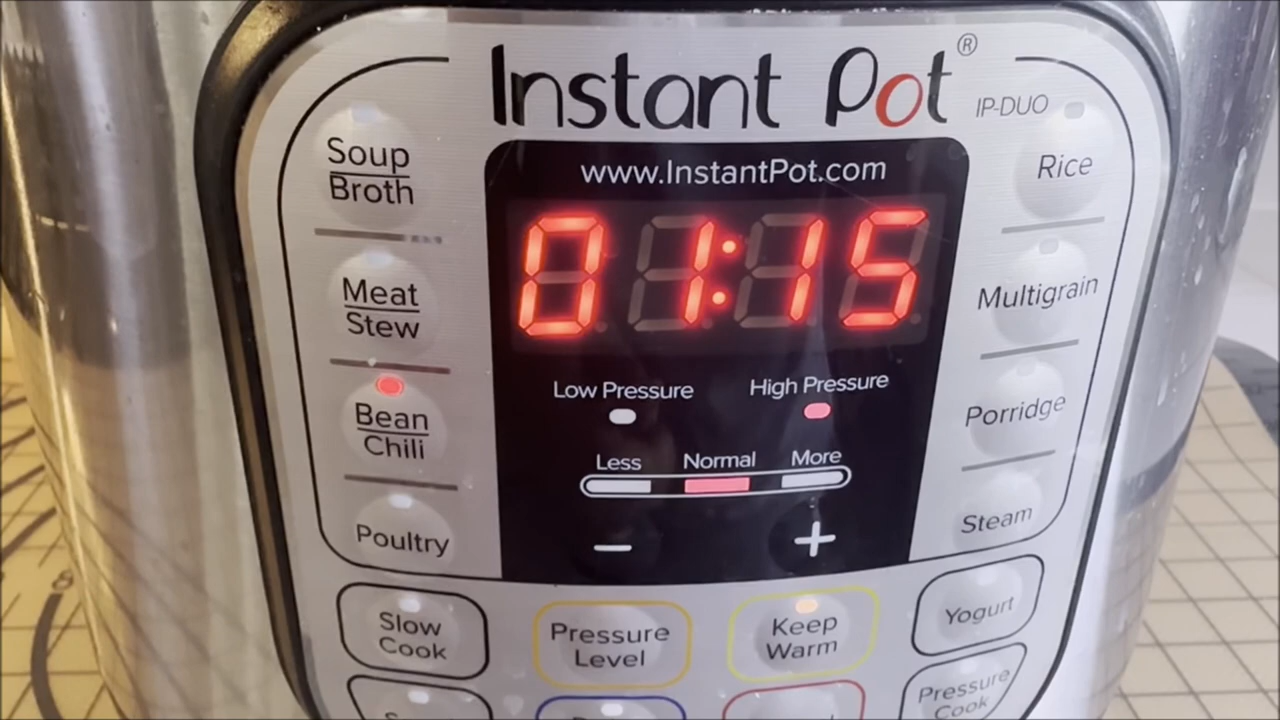 Instant Pot®
IP-DUO
www.InstantPot.com
01:15
Soup
Broth
Meat
Stew
Bean
Chili
Poultry
Rice
Multigrain
Porridge
Steam
Low Pressure
High Pressure
Less Normal More
− +
Slow
Cook
Pressure
Level
Keep
Warm
Yogurt
Pressure
Cook
8